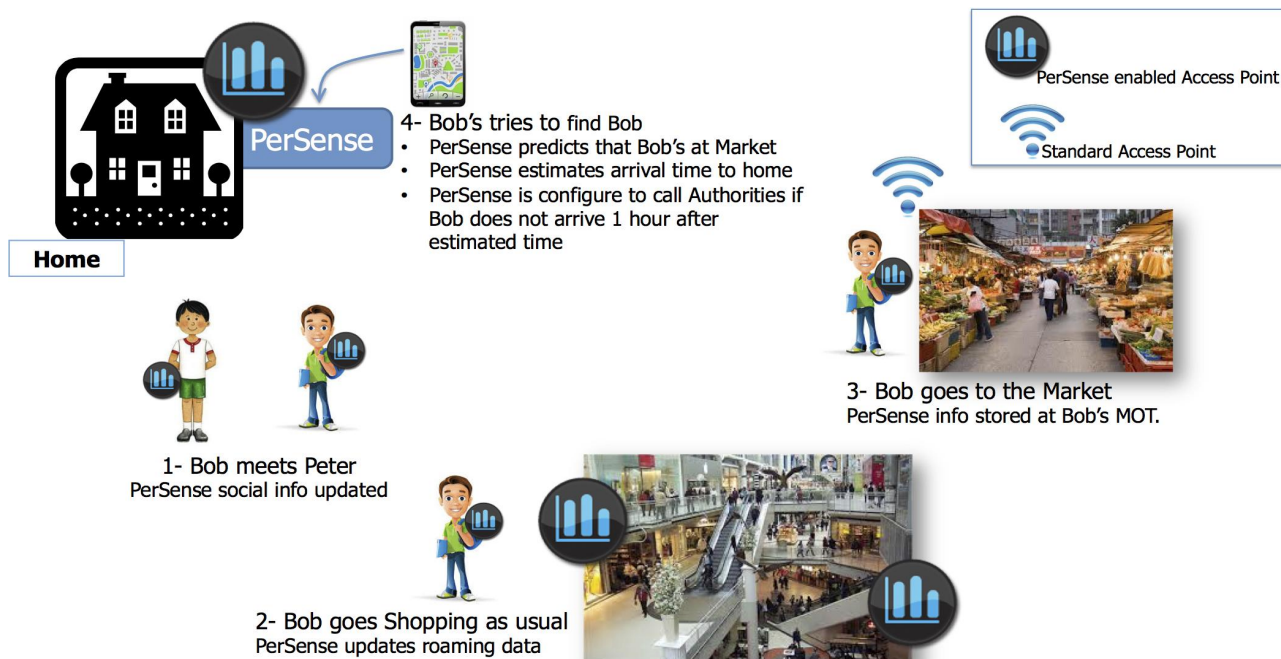 PerSense
4- Bob's tries to find Bob
• PerSense predicts that Bob's at Market
• PerSense estimates arrival time to home
• PerSense is configure to call Authorities if
Bob does not arrive 1 hour after
estimated time
PerSense enabled Access Point
Standard Access Point
Home
1- Bob meets Peter
PerSense social info updated
3- Bob goes to the Market
PerSense info stored at Bob's MOT.
2- Bob goes Shopping as usual
PerSense updates roaming data